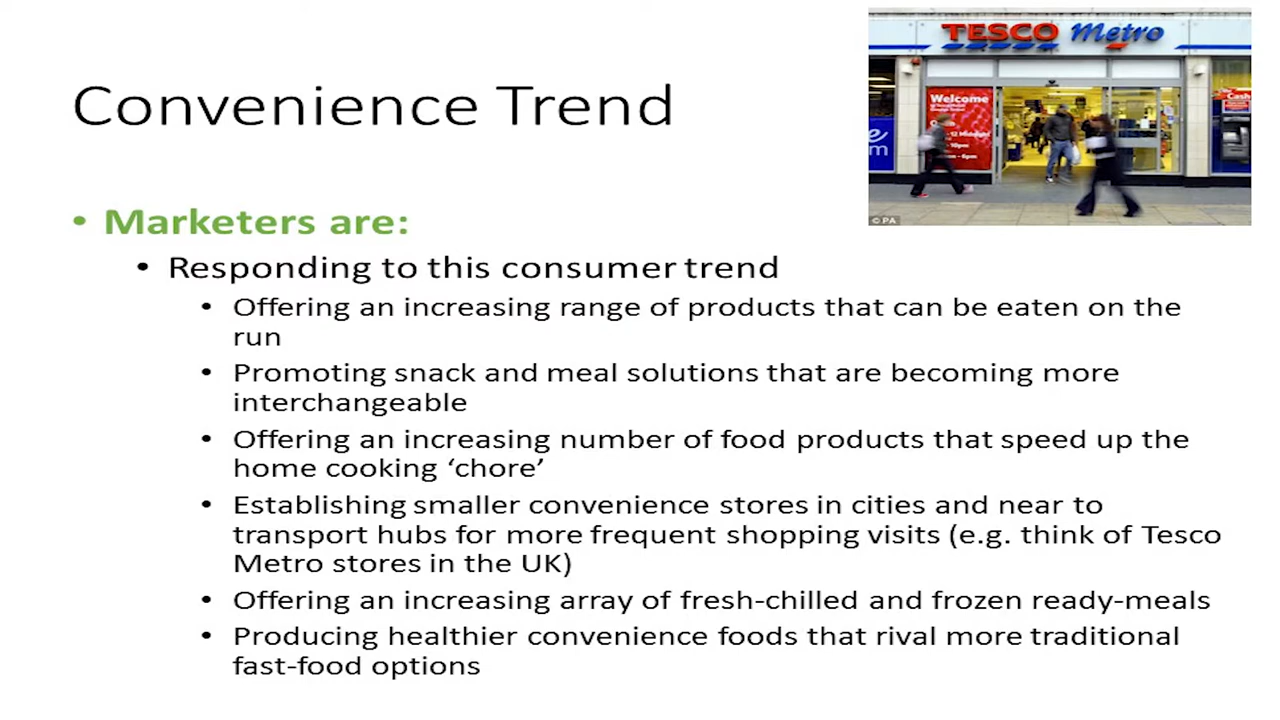 TESCO Metro
Convenience Trend
Welcome
12 Midnight
10pm
6pm
Cash
© PA
• Marketers are:
• Responding to this consumer trend
• Offering an increasing range of products that can be eaten on the
run
• Promoting snack and meal solutions that are becoming more
interchangeable
• Offering an increasing number of food products that speed up the
home cooking ‘chore’
• Establishing smaller convenience stores in cities and near to
transport hubs for more frequent shopping visits (e.g. think of Tesco
Metro stores in the UK)
• Offering an increasing array of fresh-chilled and frozen ready-meals
• Producing healthier convenience foods that rival more traditional
fast-food options